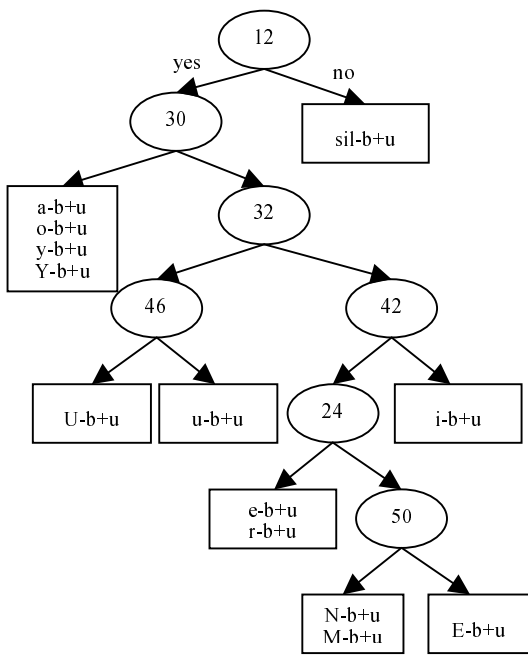 12
yes
no
30
sil-b+u
a-b+u
o-b+u
y-b+u
Y-b+u
32
46
42
U-b+u
u-b+u
24
i-b+u
e-b+u
r-b+u
50
N-b+u
M-b+u
E-b+u